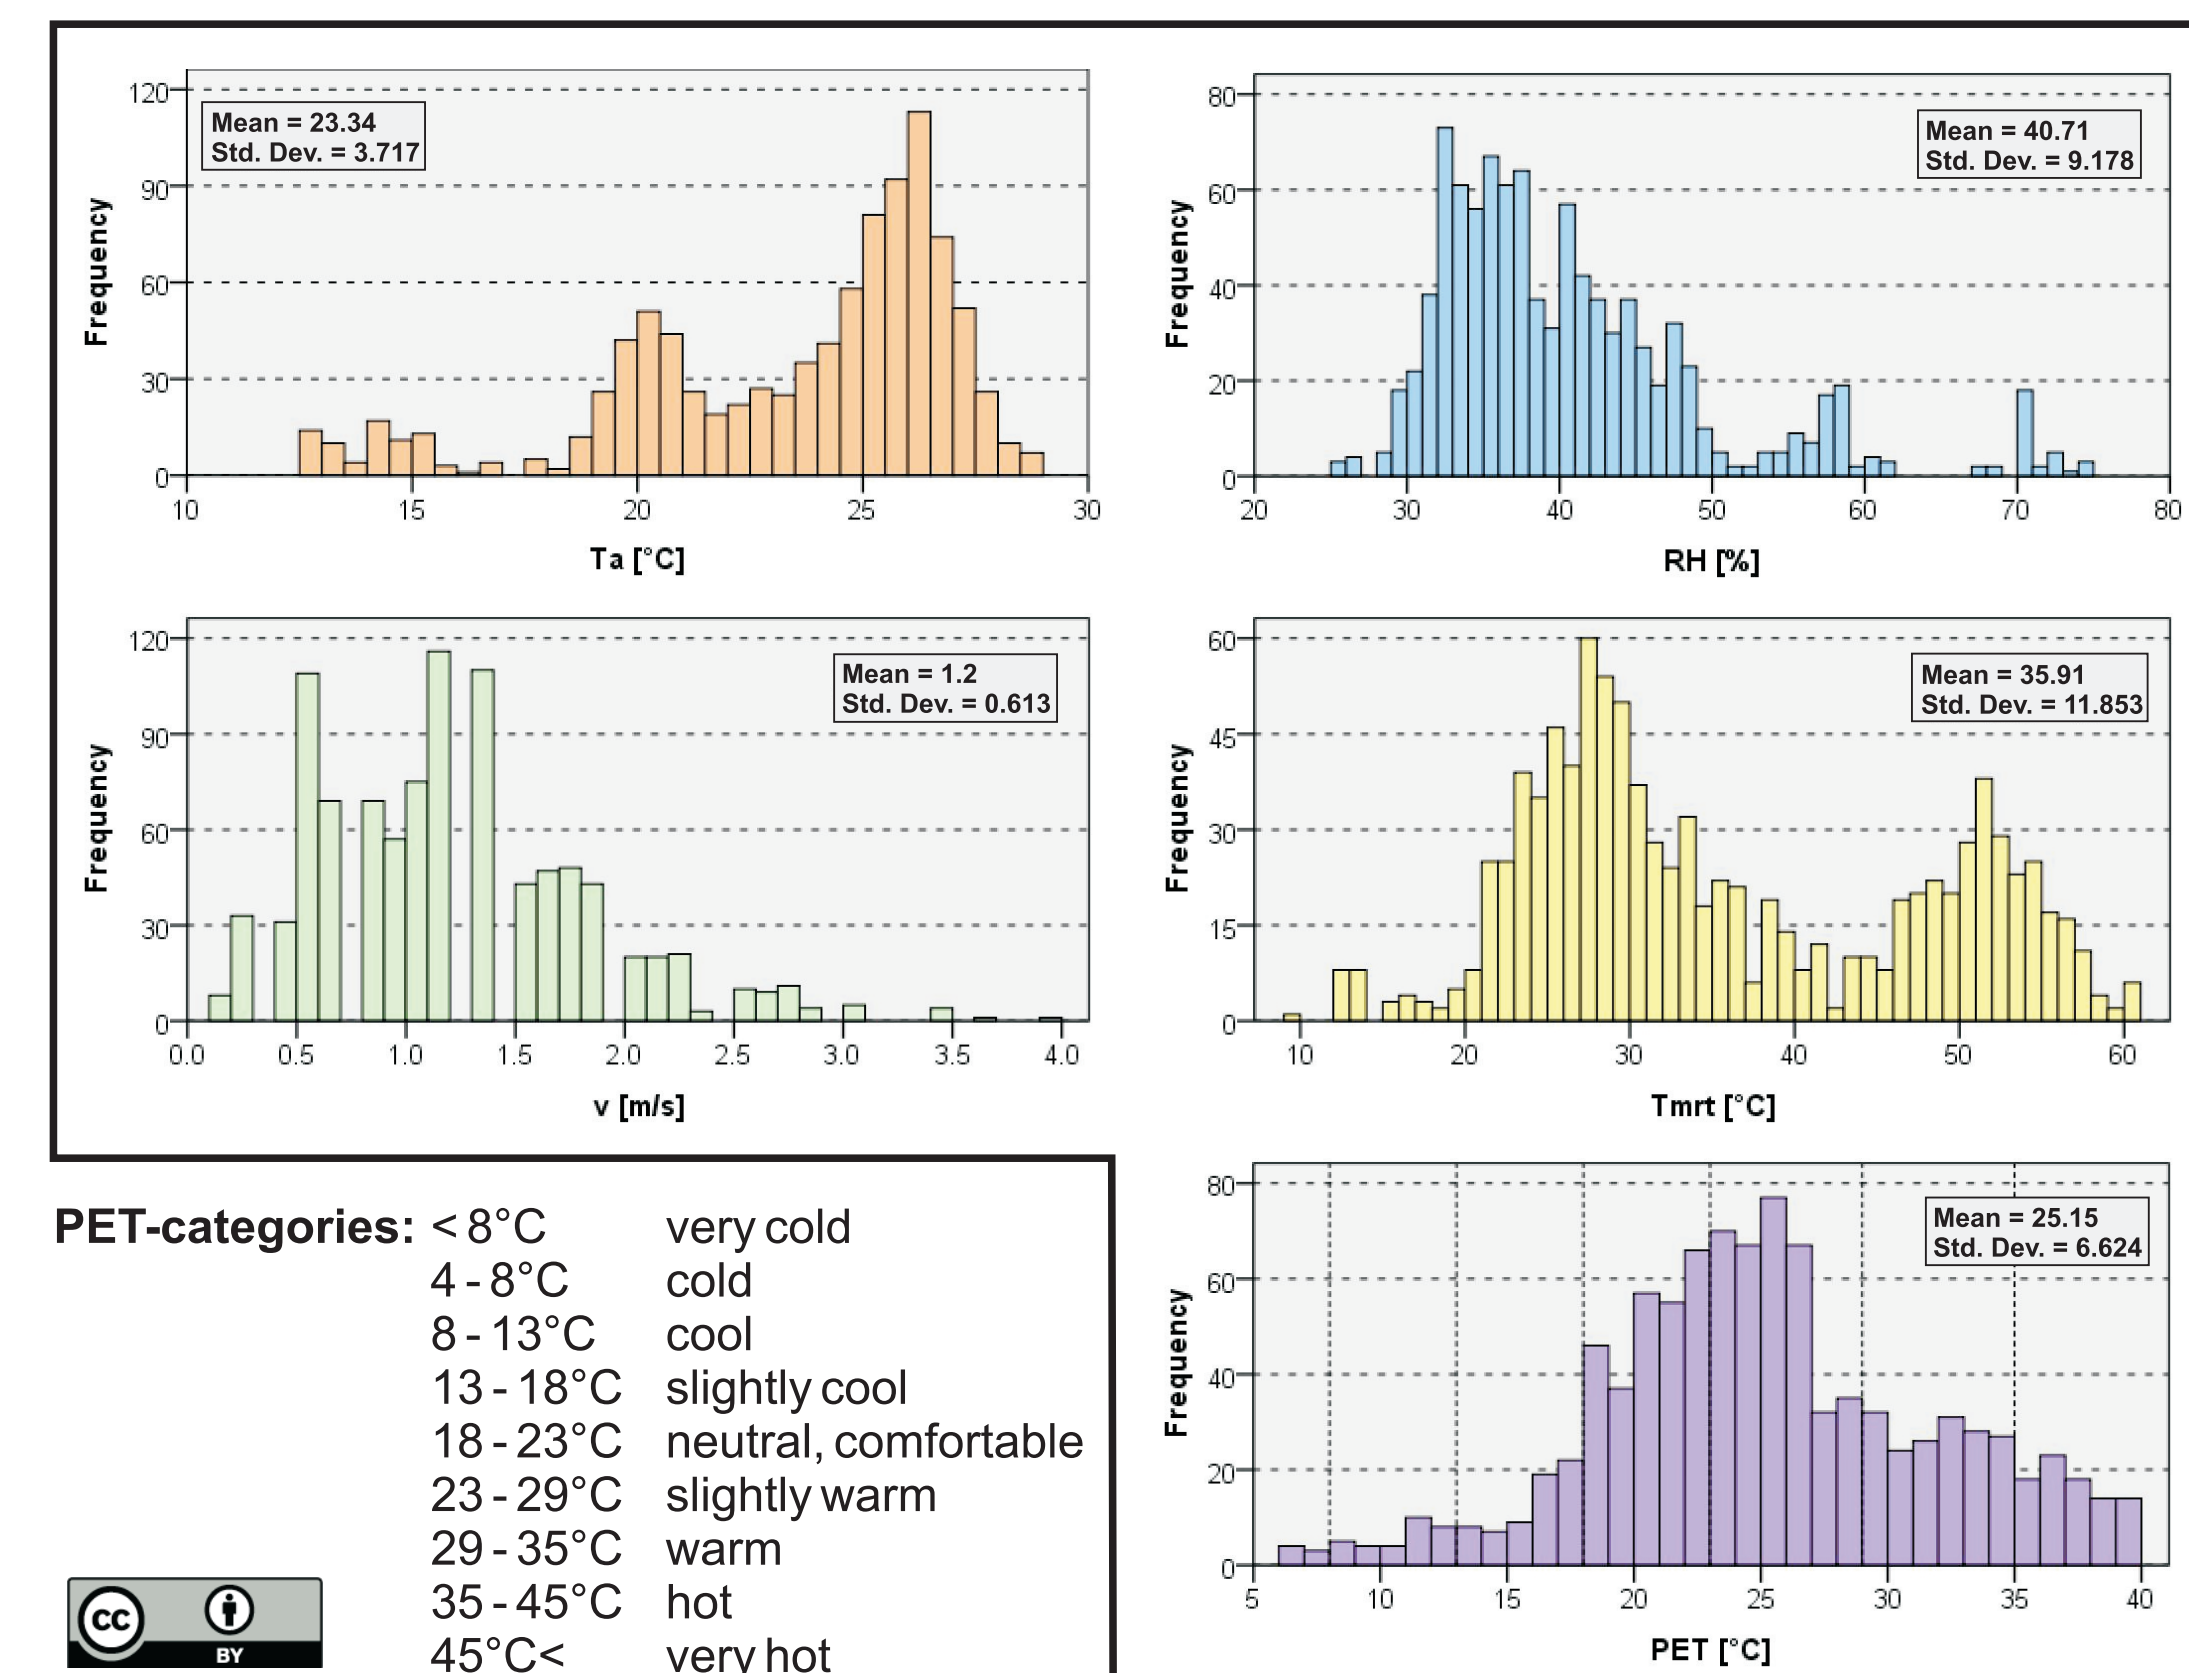 Mean = 23.34
Std. Dev. = 3.717
Frequency
120
90
60
30
0
10 15 20 25 30
Ta [°C]
Mean = 40.71
Std. Dev. = 9.178
Frequency
80
60
40
20
0
20 30 40 50 60 70 80
RH [%]
Mean = 1.2
Std. Dev. = 0.613
Frequency
120
90
60
30
0
0.0 0.5 1.0 1.5 2.0 2.5 3.0 3.5 4.0
v [m/s]
Mean = 35.91
Std. Dev. = 11.853
Frequency
60
45
30
15
0
10 20 30 40 50 60
Tmrt [°C]
PET-categories: < 8°C very cold
4 - 8°C cold
8 - 13°C cool
13 - 18°C slightly cool
18 - 23°C neutral, comfortable
23 - 29°C slightly warm
29 - 35°C warm
35 - 45°C hot
45°C< very hot
cc
BY
Mean = 25.15
Std. Dev. = 6.624
Frequency
80
60
40
20
0
5 10 15 20 25 30 35 40
PET [°C]